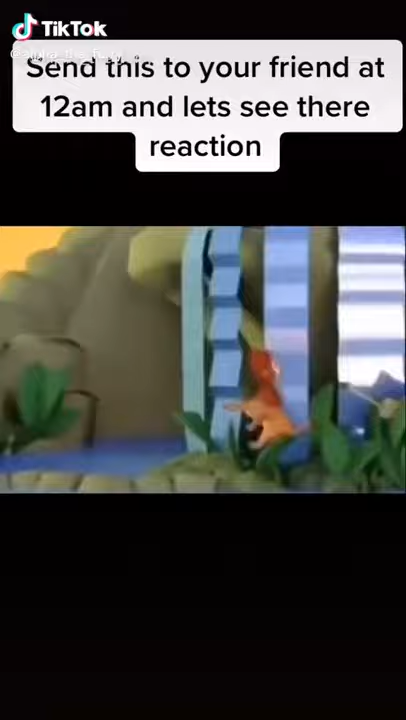 TikTok
Send this to your friend at
12am and lets see there
reaction